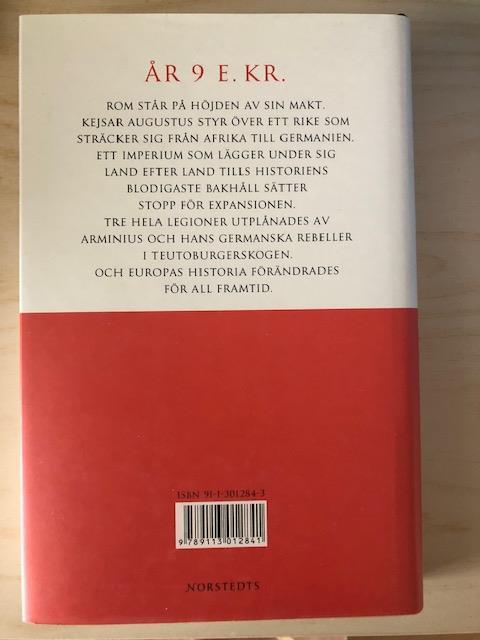 ÅR 9 E. KR.
ROM STÅR PÅ HÖJDEN AV SIN MAKT.
KEJSAR AUGUSTUS STYR ÖVER ETT RIKE SOM
STRÄCKER SIG FRÅN AFRIKA TILL GERMANIEN.
ETT IMPERIUM SOM LÄGGER UNDER SIG
LAND EFTER LAND TILLS HISTORIENS
BLODIGASTE BAKHÅLL SÄTTER
STOPP FÖR EXPANSIONEN.
TRE HELA LEGIONER UTPLÅNADES AV
ARMINIUS OCH HANS GERMANSKA REBELLER
I TEUTOBURGERSKOGEN.
OCH EUROPAS HISTORIA FÖRÄNDRADES
FÖR ALL FRAMTID.
ISBN 91-1-301284-3
9 789113 012841
NORSTEDTS